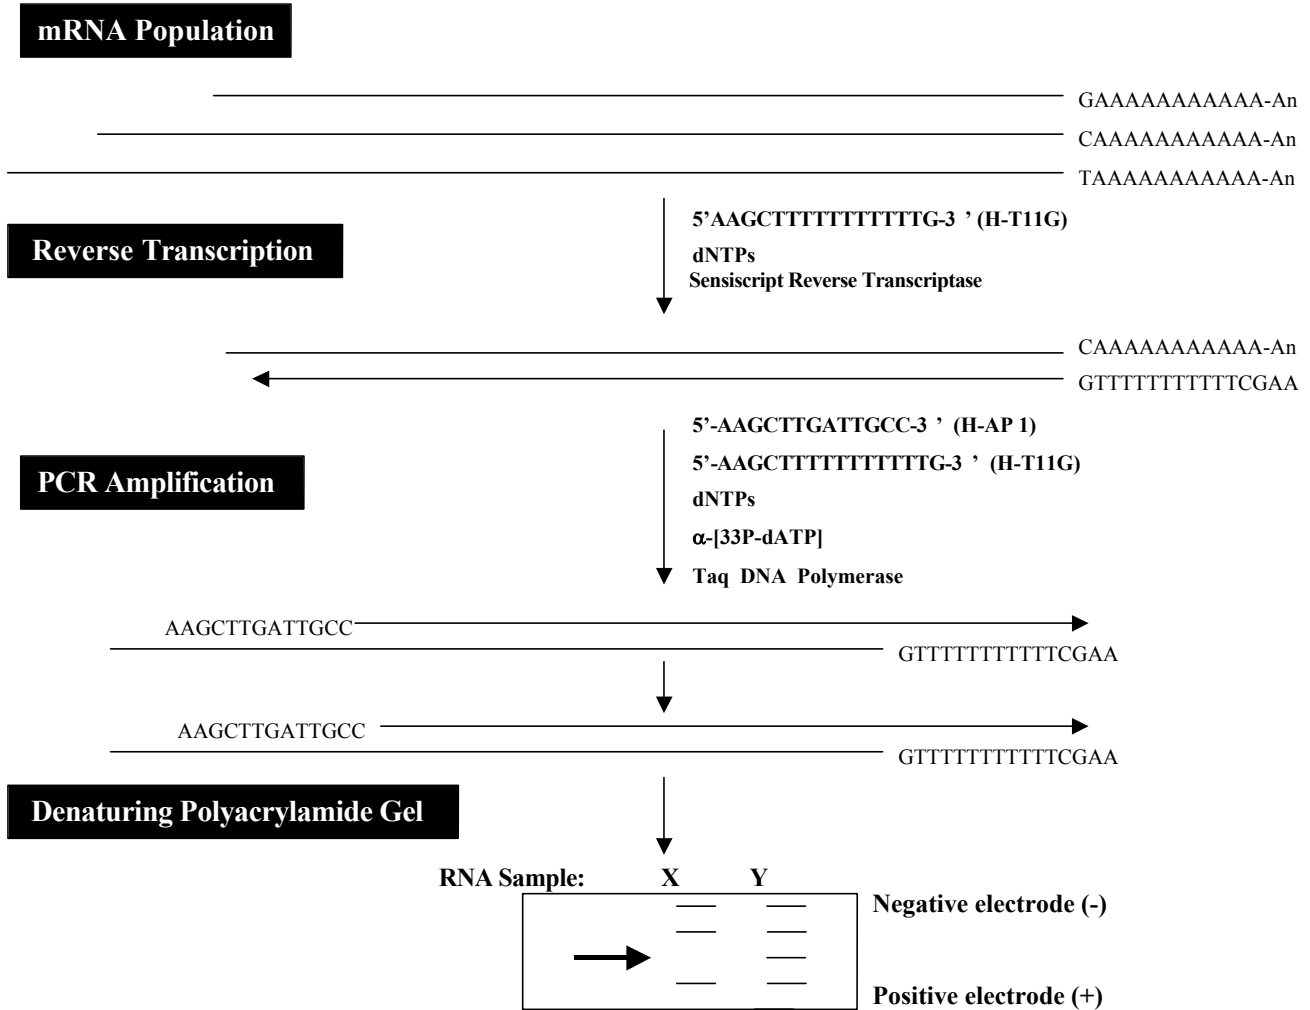 mRNA Population
GAAAAAAAAAAA-An
CAAAAAAAAAAA-An
TAAAAAAAAAAA-An
5'AAGCTTTTTTTTTTTG-3 ' (H-T11G)
Reverse Transcription
dNTPs
Sensiscript Reverse Transcriptase
CAAAAAAAAAAA-An
GTTTTTTTTTTTCGAA
5'-AAGCTTGATTGCC-3 ' (H-AP 1)
5'-AAGCTTTTTTTTTTTG-3 ' (H-T11G)
PCR Amplification
dNTPs
α-[33P-dATP]
Taq DNA Polymerase
AAGCTTGATTGCC
GTTTTTTTTTTTCGAA
AAGCTTGATTGCC
GTTTTTTTTTTTCGAA
Denaturing Polyacrylamide Gel
RNA Sample: X Y
Negative electrode (-)
Positive electrode (+)